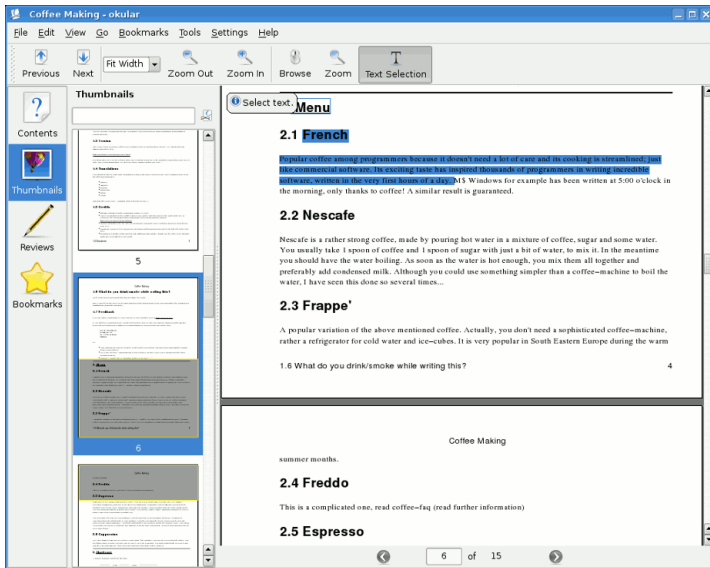 Coffee Making - okular
File Edit View Go Bookmarks Tools Settings Help
Previous Next Fit Width Zoom Out Zoom In Browse Zoom Text Selection
Contents
Thumbnails
Reviews
Bookmarks
Thumbnails
5
6
Select text.
Menu
2.1 French
Popular coffee among programmers because it doesn't need a lot of care and its cooking is streamlined; just
like commercial software. Its exciting taste has inspired thousands of programmers in writing incredible
software, written in the very first hours of a day. M$ Windows for example has been written at 5:00 o'clock in
the morning, only thanks to coffee! A similar result is guaranteed.
2.2 Nescafe
Nescafe is a rather strong coffee, made by pouring hot water in a mixture of coffee, sugar and some water.
You usually take 1 spoon of coffee and 1 spoon of sugar with just a bit of water, to mix it. In the meantime
you should have the water boiling. As soon as the water is hot enough, you mix them all together and
preferably add condensed milk. Although you could use something simpler than a coffee−machine to boil the
water, I have seen this done so several times...
2.3 Frappe'
A popular variation of the above mentioned coffee. Actually, you don't need a sophisticated coffee−machine,
rather a refrigerator for cold water and ice−cubes. It is very popular in South Eastern Europe during the warm
1.6 What do you drink/smoke while writing this? 4
Coffee Making
summer months.
2.4 Freddo
This is a complicated one, read coffee−faq (read further information)
2.5 Espresso
6 of 15